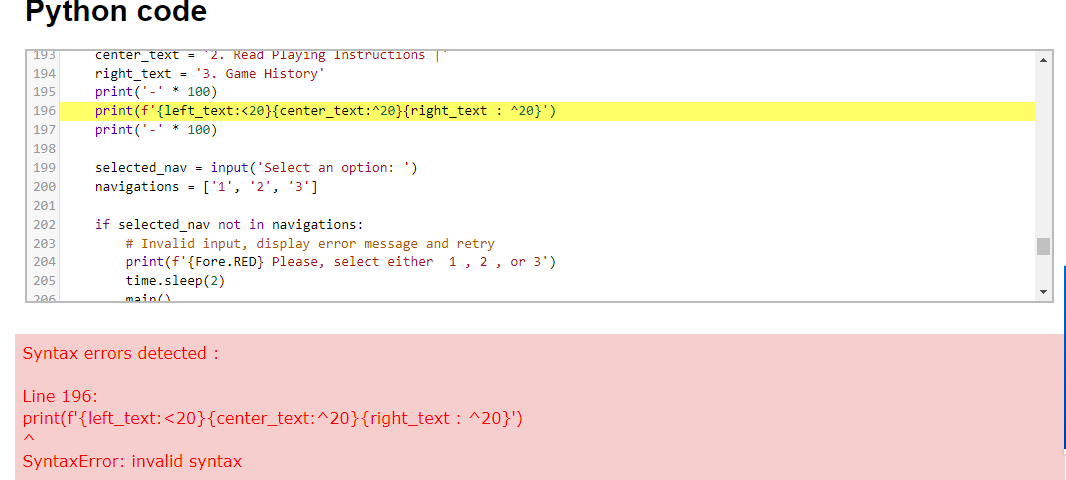 Python code
193 center_text = '2. Read Playing Instructions |'
194 right_text = '3. Game History'
195 print('-' * 100)
196 print(f'{left_text:<20}{center_text:^20}{right_text : ^20}')
197 print('-' * 100)
198
199 selected_nav = input('Select an option: ')
200 navigations = ['1', '2', '3']
201
202 if selected_nav not in navigations:
203 # Invalid input, display error message and retry
204 print(f'{Fore.RED} Please, select either  1 , 2 , or 3')
205 time.sleep(2)
206 main()
Syntax errors detected :
Line 196:
print(f'{left_text:<20}{center_text:^20}{right_text : ^20}')
^
SyntaxError: invalid syntax